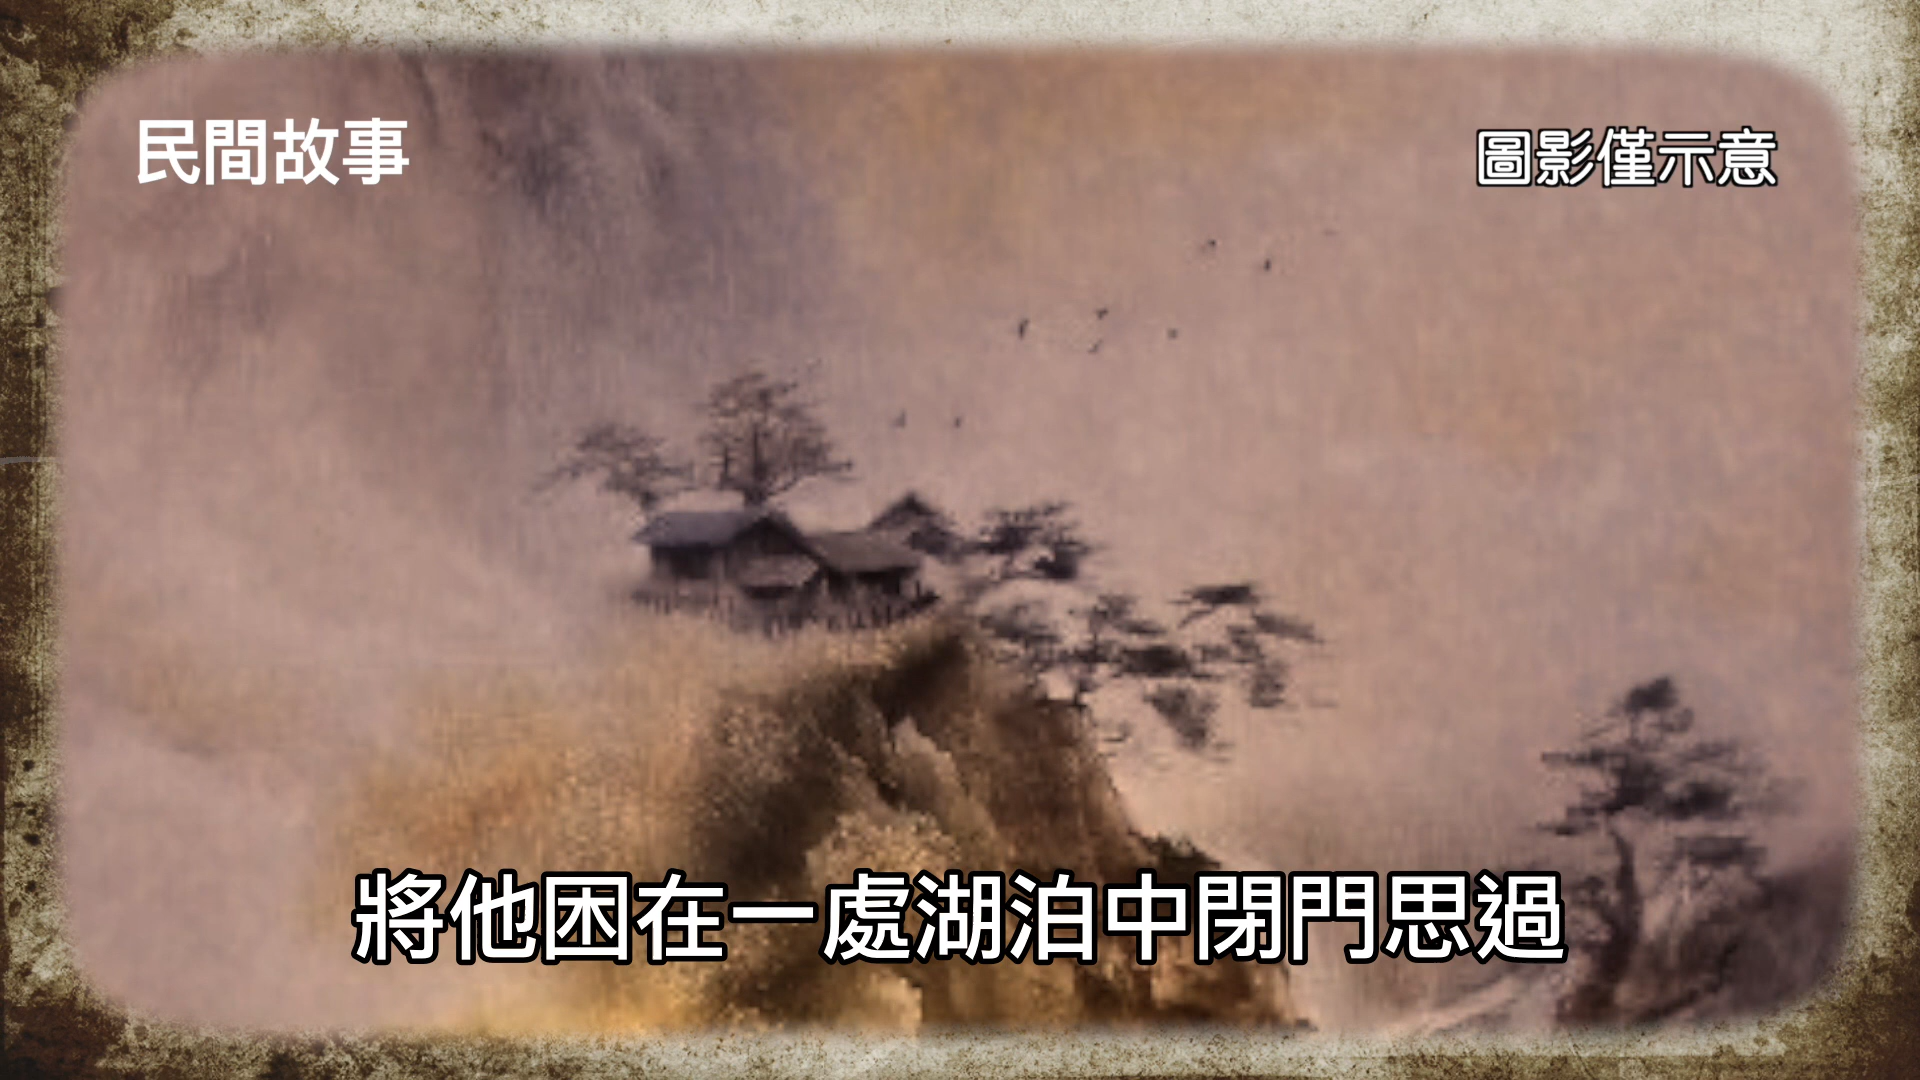 民間故事
圖影僅示意
將他困在一處湖泊中閉門思過